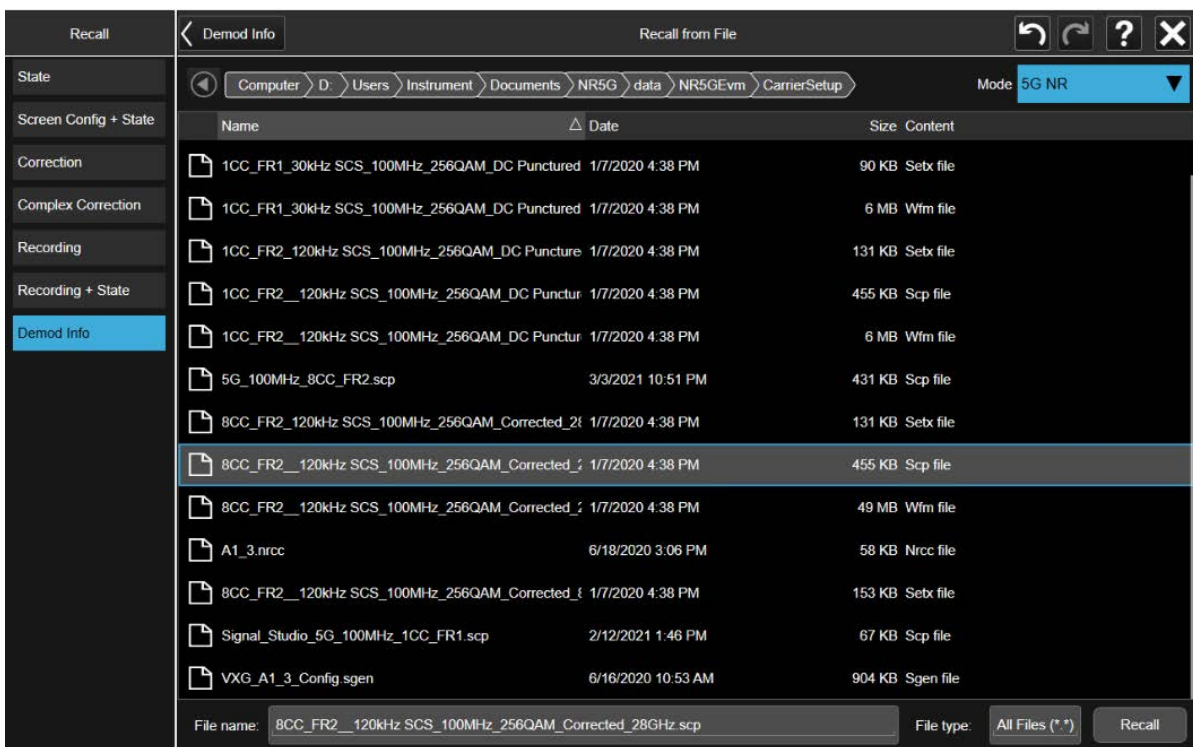 Recall
Demod Info
Recall from File
?
State
Screen Config + State
Correction
Complex Correction
Recording
Recording + State
Demod Info
Computer D: Users Instrument Documents NR5G data NR5GEvm CarrierSetup
Mode 5G NR
Name Date Size Content
1CC_FR1_30kHz SCS_100MHz_256QAM_DC Punctured 1/7/2020 4:38 PM 90 KB Setx file
1CC_FR1_30kHz SCS_100MHz_256QAM_DC Punctured 1/7/2020 4:38 PM 6 MB Wfm file
1CC_FR2_120kHz SCS_100MHz_256QAM_DC Puncture 1/7/2020 4:38 PM 131 KB Setx file
1CC_FR2__120kHz SCS_100MHz_256QAM_DC Punctur 1/7/2020 4:38 PM 455 KB Scp file
1CC_FR2__120kHz SCS_100MHz_256QAM_DC Punctur 1/7/2020 4:38 PM 6 MB Wfm file
5G_100MHz_8CC_FR2.scp 3/3/2021 10:51 PM 431 KB Scp file
8CC_FR2_120kHz SCS_100MHz_256QAM_Corrected_28 1/7/2020 4:38 PM 131 KB Setx file
8CC_FR2__120kHz SCS_100MHz_256QAM_Corrected_2 1/7/2020 4:38 PM 455 KB Scp file
8CC_FR2__120kHz SCS_100MHz_256QAM_Corrected_2 1/7/2020 4:38 PM 49 MB Wfm file
A1_3.nrcc 6/18/2020 3:06 PM 58 KB Nrcc file
8CC_FR2__120kHz SCS_100MHz_256QAM_Corrected_ 1/7/2020 4:38 PM 153 KB Setx file
Signal_Studio_5G_100MHz_1CC_FR1.scp 2/12/2021 1:46 PM 67 KB Scp file
VXG_A1_3_Config.sgen 6/16/2020 10:53 AM 904 KB Sgen file
File name: 8CC_FR2__120kHz SCS_100MHz_256QAM_Corrected_28GHz.scp File type: All Files (*.*) Recall